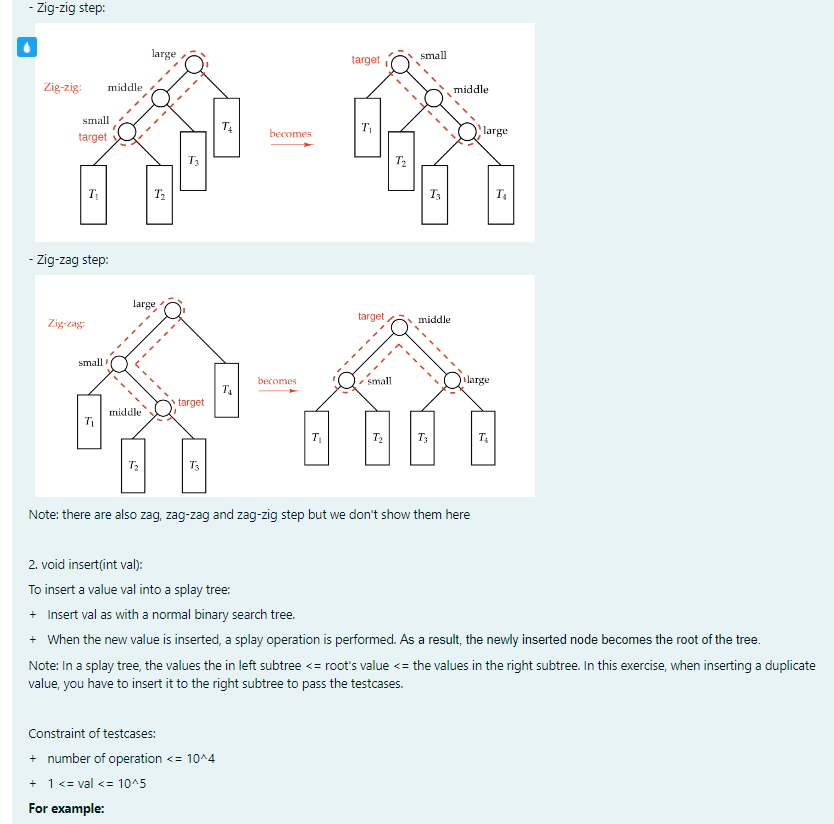 - Zig-zig step:
large
target
small
Zig-zig:
middle
middle
small
T4
T1
large
target
becomes
T3
T2
T1
T2
T3
T4
- Zig-zag step:
large
Zig-zag:
target
middle
small
becomes
small
large
T4
target
middle
T1
T1
T2
T3
T4
T2
T3
Note: there are also zag, zag-zag and zag-zig step but we don't show them here
2. void insert(int val):
To insert a value val into a splay tree:
+ Insert val as with a normal binary search tree.
+ When the new value is inserted, a splay operation is performed. As a result, the newly inserted node becomes the root of the tree.
Note: In a splay tree, the values the in left subtree <= root's value <= the values in the right subtree. In this exercise, when inserting a duplicate
value, you have to insert it to the right subtree to pass the testcases.
Constraint of testcases:
+ number of operation <= 10^4
+ 1 <= val <= 10^5
For example: